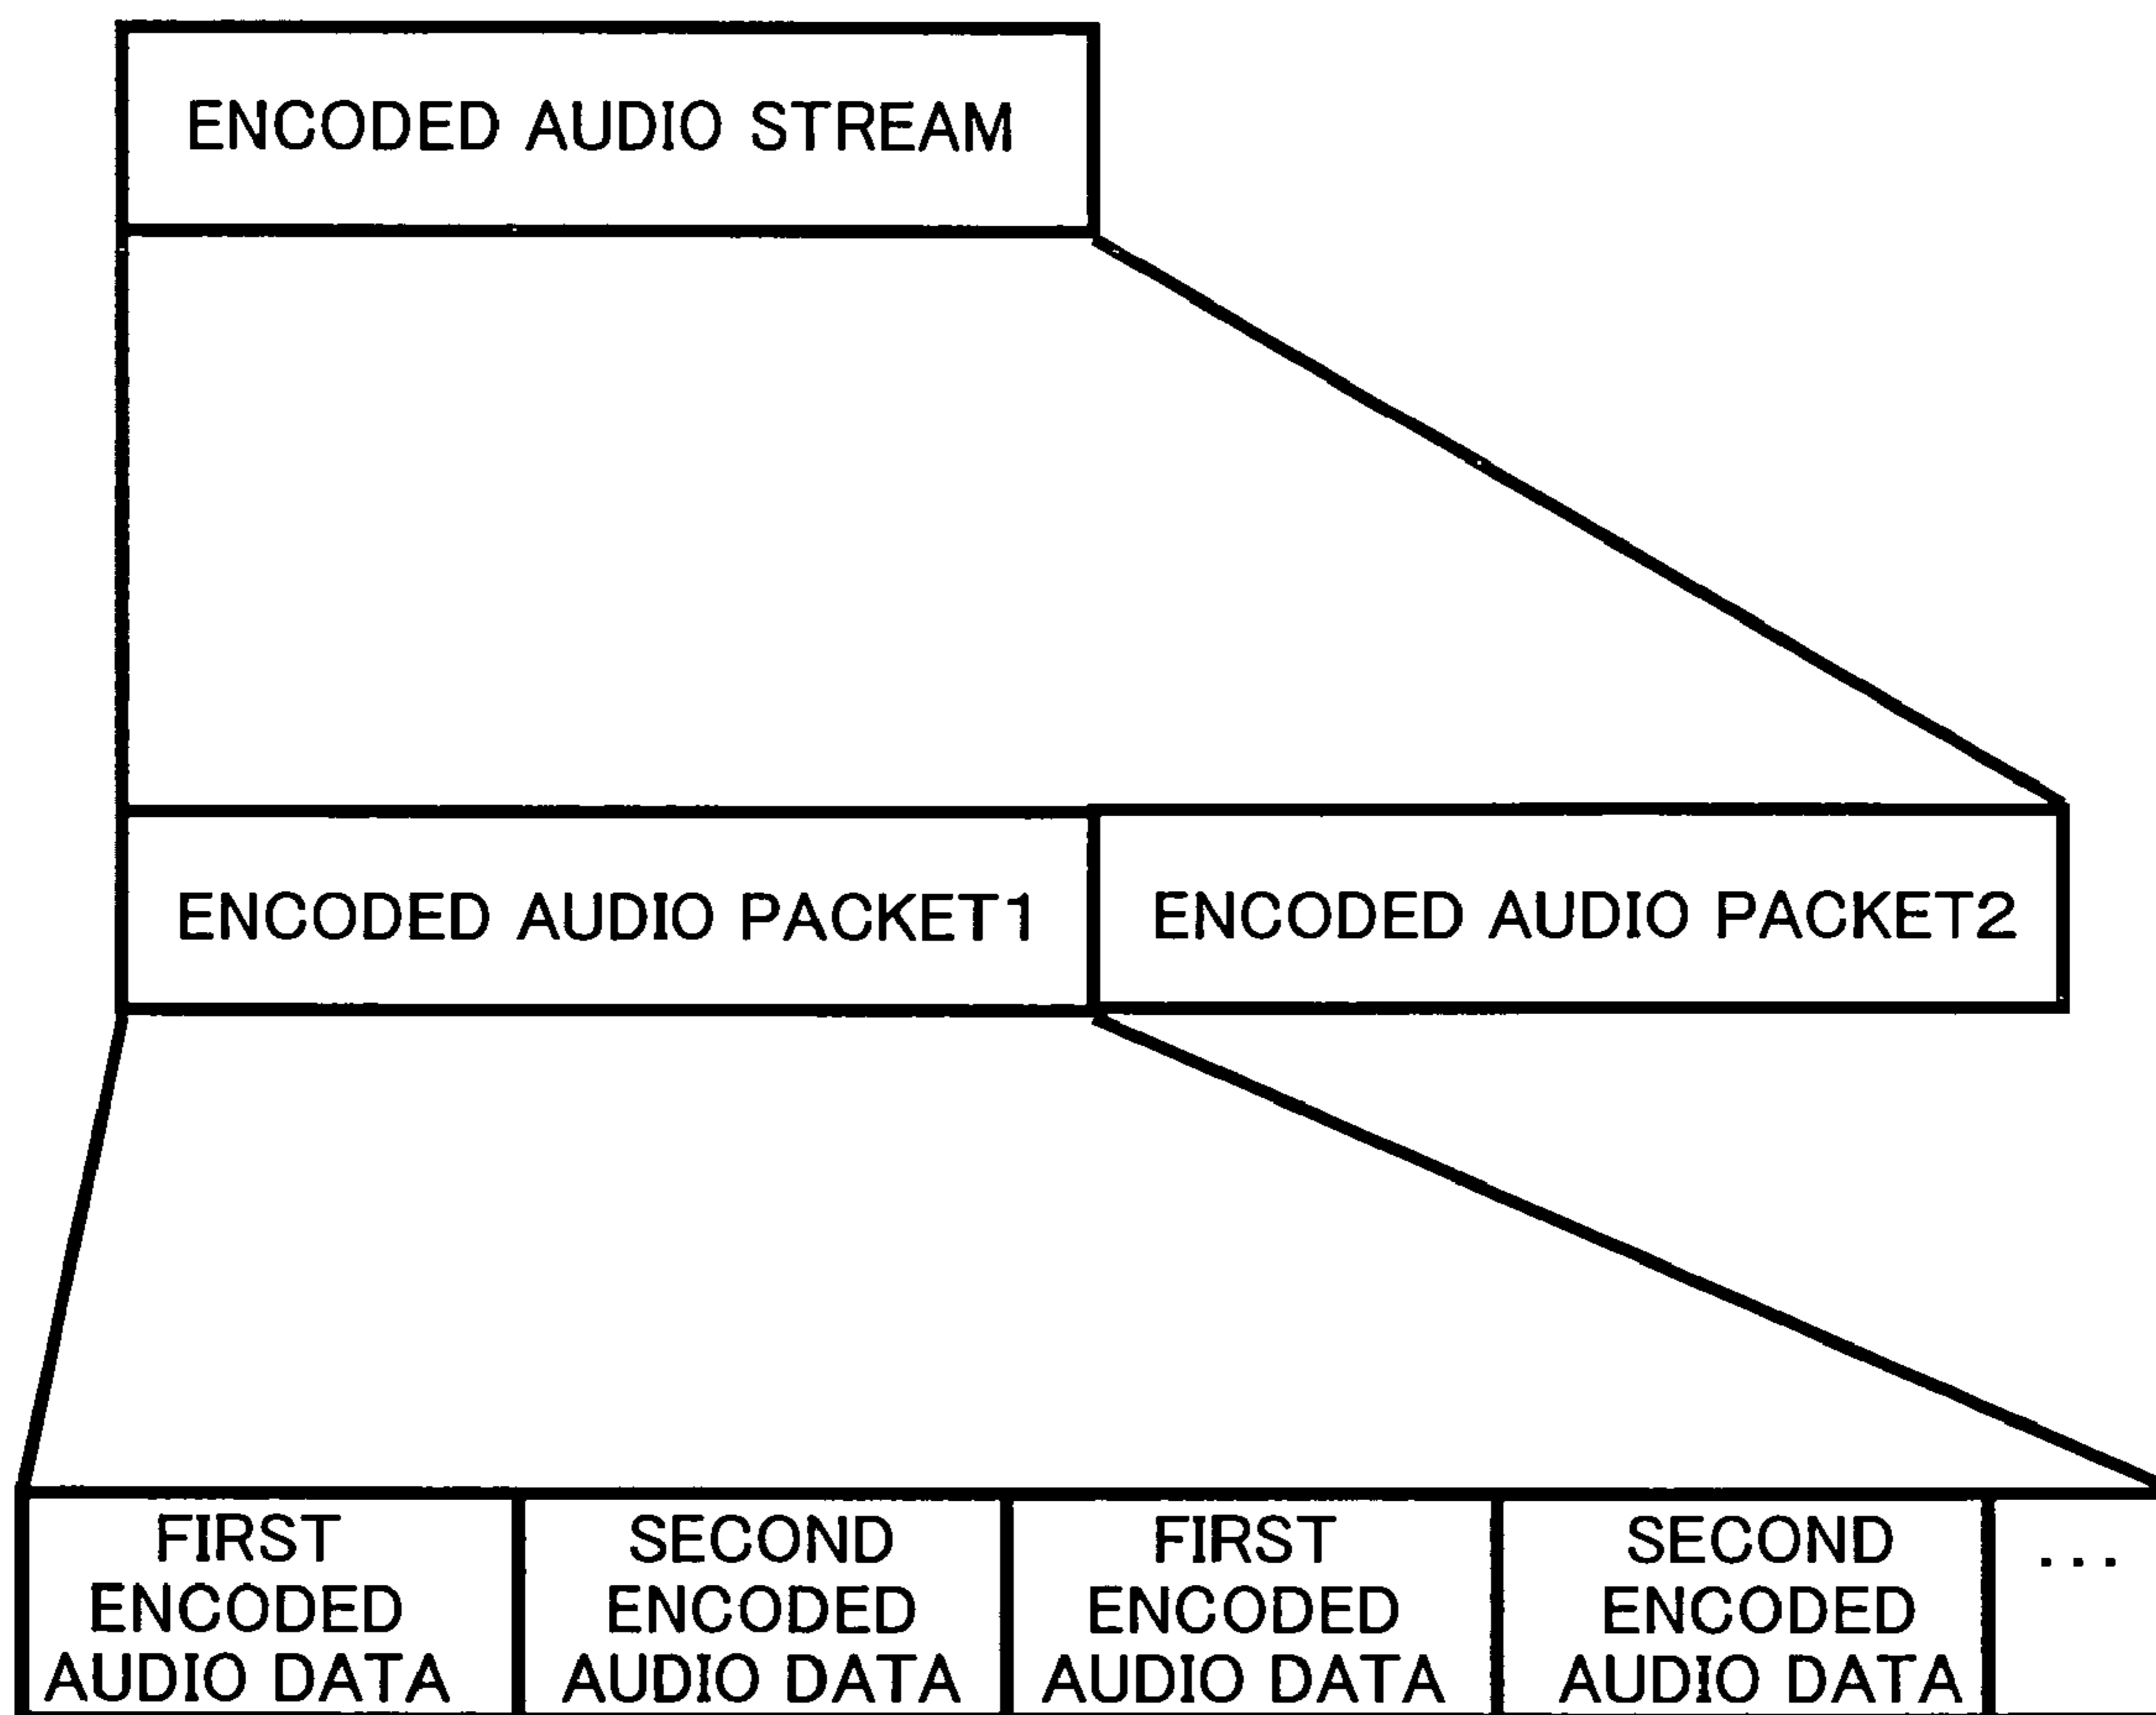 ENCODED AUDIO STREAM
ENCODED AUDIO PACKET1
ENCODED AUDIO PACKET2
FIRST
ENCODED
AUDIO DATA
SECOND
ENCODED
AUDIO DATA
FIRST
ENCODED
AUDIO DATA
SECOND
ENCODED
AUDIO DATA
...